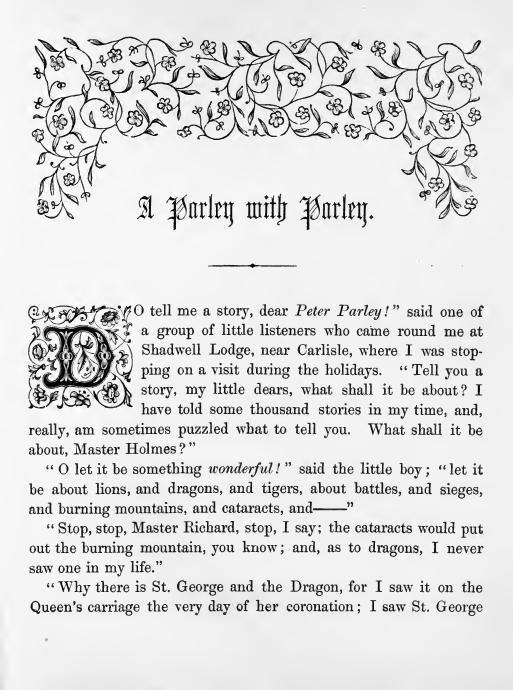 A Parley with Parley.
DO tell me a story, dear Peter Parley!" said one of
a group of little listeners who came round me at
Shadwell Lodge, near Carlisle, where I was stop-
ping on a visit during the holidays. "Tell you a
story, my little dears, what shall it be about? I
have told some thousand stories in my time, and,
really, am sometimes puzzled what to tell you. What shall it be
about, Master Holmes?"
"O let it be something wonderful!" said the little boy; "let it
be about lions, and dragons, and tigers, about battles, and sieges,
and burning mountains, and cataracts, and——"
"Stop, stop, Master Richard, stop, I say; the cataracts would put
out the burning mountain, you know; and, as to dragons, I never
saw one in my life."
"Why there is St. George and the Dragon, for I saw it on the
Queen's carriage the very day of her coronation; I saw St. George